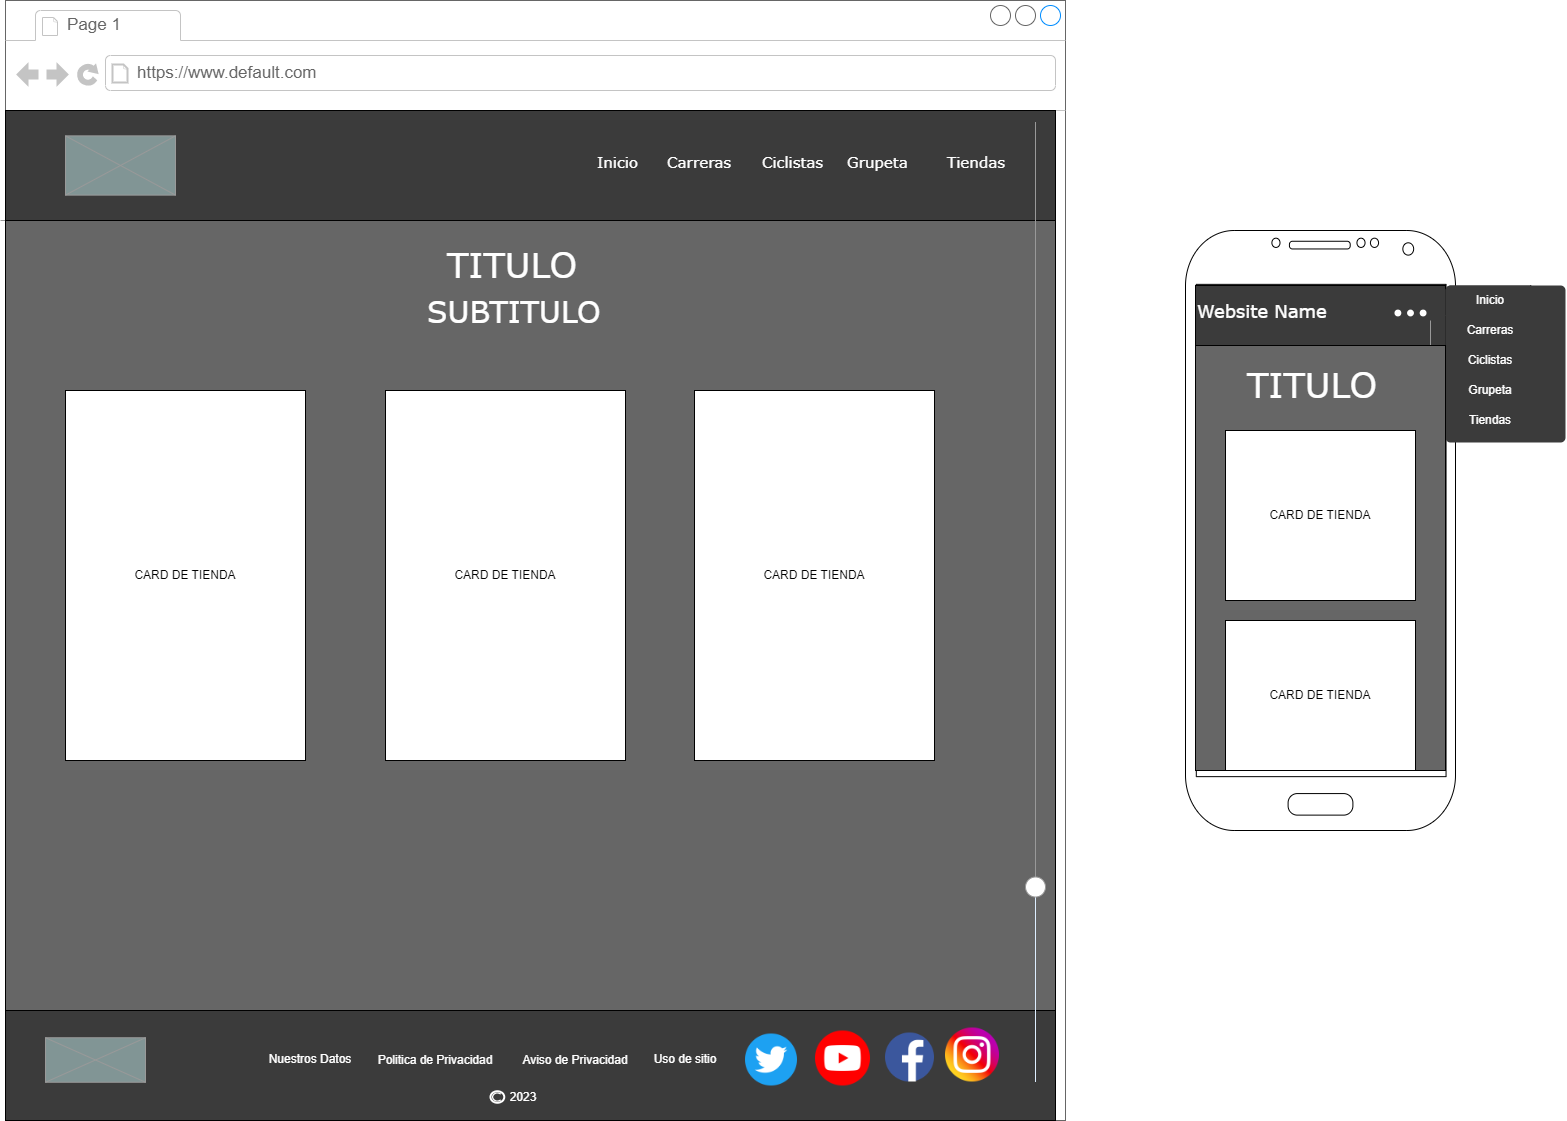 Page 1
https://www.default.com
Inicio Carreras Ciclistas Grupeta Tiendas
TITULO
SUBTITULO
CARD DE TIENDA CARD DE TIENDA CARD DE TIENDA
Nuestros Datos Politica de Privacidad Aviso de Privacidad Uso de sitio
© 2023
Website Name
Inicio
Carreras
Ciclistas
Grupeta
Tiendas
TITULO
CARD DE TIENDA
CARD DE TIENDA